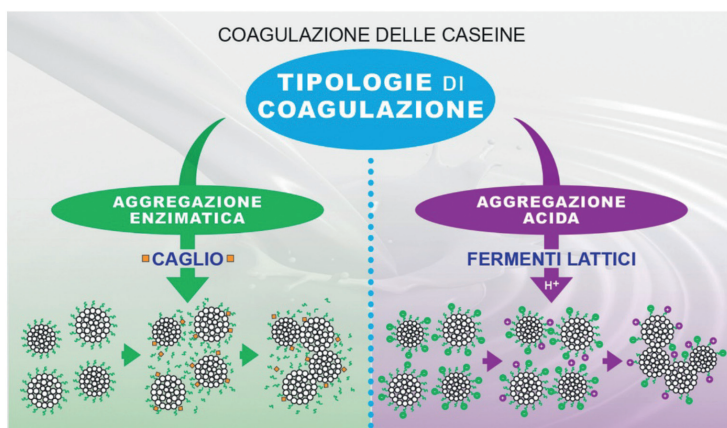 COAGULAZIONE DELLE CASEINE
TIPOLOGIE DI
COAGULAZIONE
AGGREGAZIONE
ENZIMATICA
CAGLIO
AGGREGAZIONE
ACIDA
FERMENTI LATTICI
H+